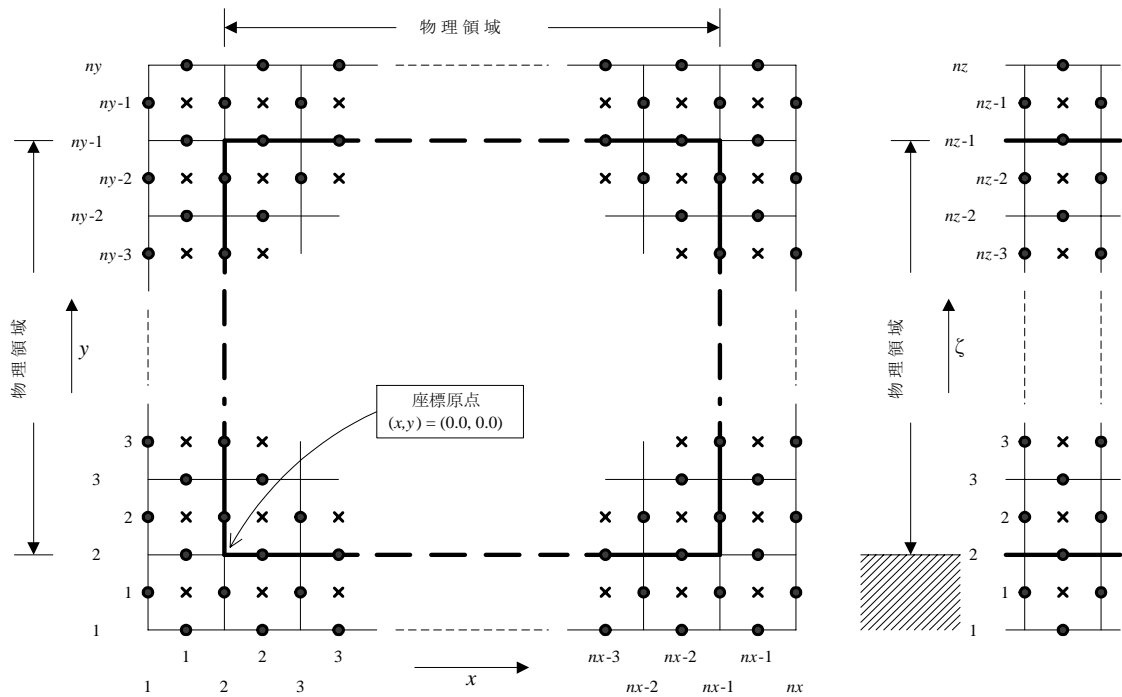 物理領域
ny
ny-1
ny-1
ny-2
ny-2
ny-3
物理領域
y
座標原点
(x,y) = (0.0, 0.0)
3
3
2
2
1
1
1
2
3
nx-3
nx-2
nx-1
1
2
3
x
nx-2
nx-1
nx
nz
nz-1
nz-1
nz-2
nz-2
nz-3
物理領域
ζ
3
3
2
2
1
1